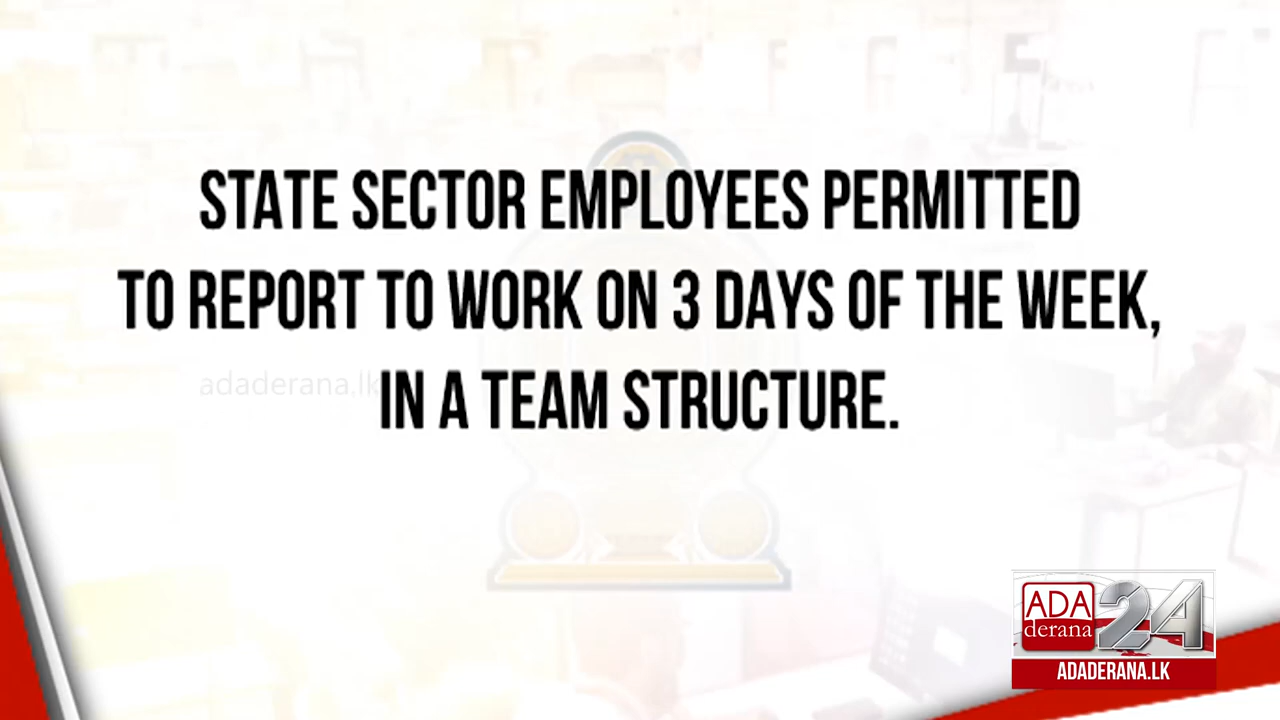 STATE SECTOR EMPLOYEES PERMITTED
TO REPORT TO WORK ON 3 DAYS OF THE WEEK,
adaderana.lk
IN A TEAM STRUCTURE.
ADA
derana
24
ADADERANA.LK